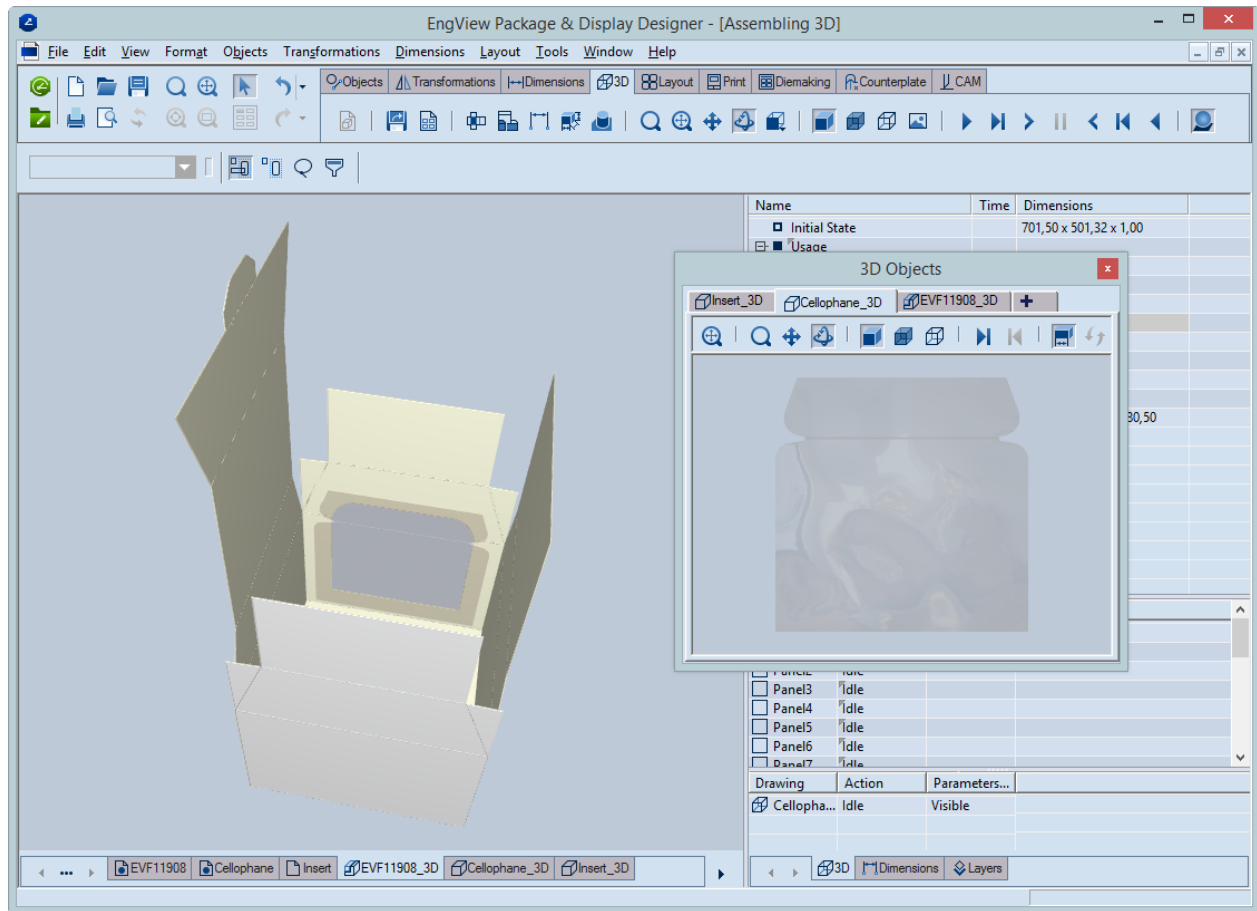 EngView Package & Display Designer - [Assembling 3D]
File Edit View Format Objects Transformations Dimensions Layout Tools Window Help
Objects Transformations Dimensions 3D Layout Print Diemaking Counterplate CAM
Name Time Dimensions
Initial State 701,50 x 501,32 x 1,00
Usage
3D Objects
Insert_3D Cellophane_3D EVF11908_3D
30,50
Panel3 Idle
Panel4 Idle
Panel5 Idle
Panel6 Idle
Panel7 Idle
Drawing Action Parameters...
Cellopha... Idle Visible
EVF11908 Cellophane Insert EVF11908_3D Cellophane_3D Insert_3D
3D Dimensions Layers